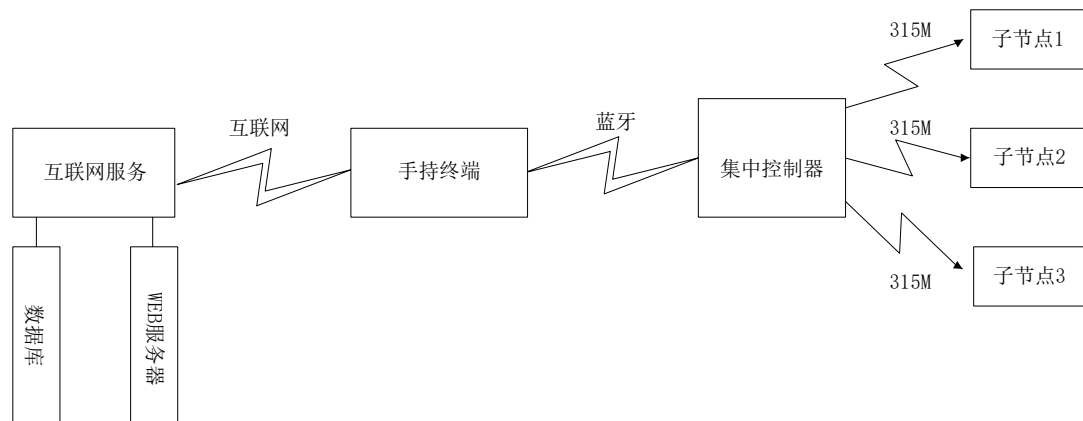 315M
子节点1
互联网
蓝牙
315M
互联网服务
手持终端
集中控制器
子节点2
315M
子节点3
数据库
WEB服务器